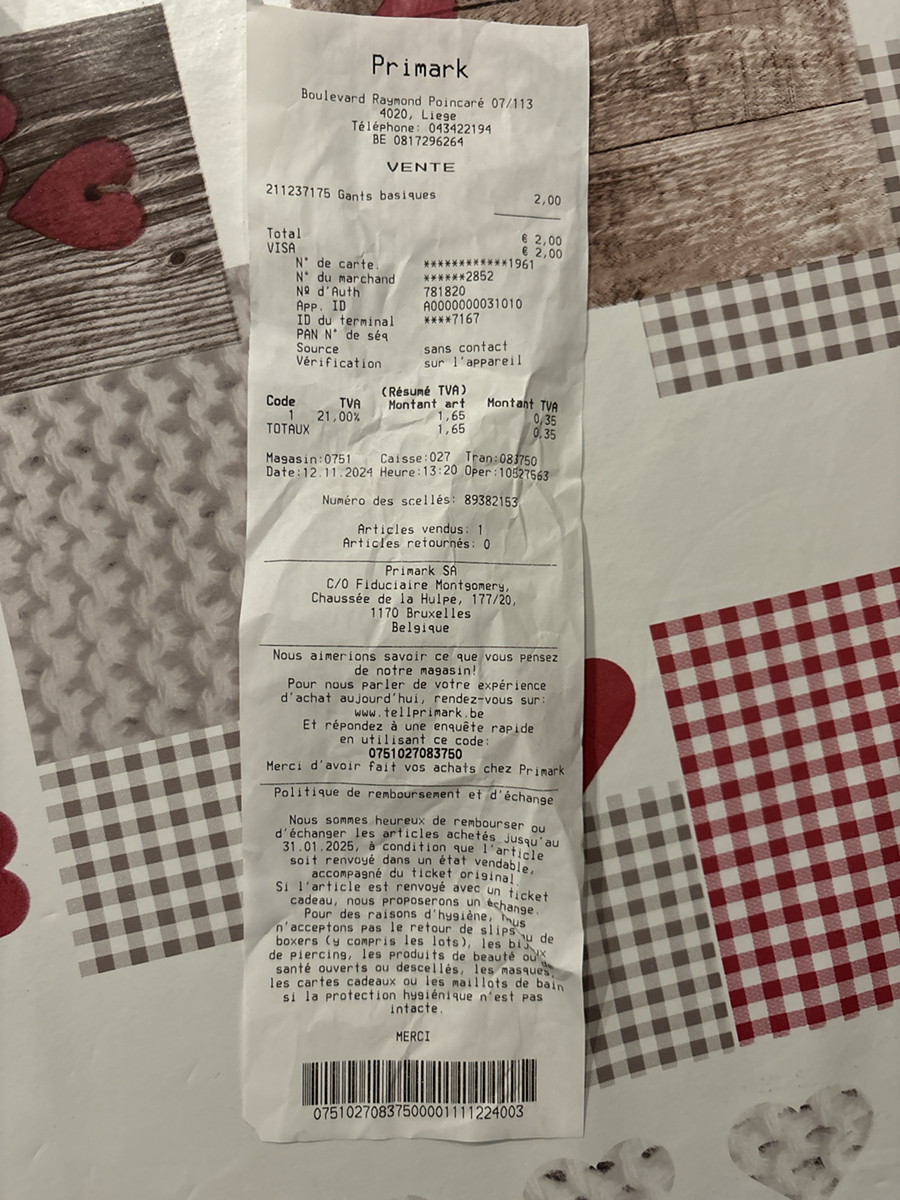 Primark
Boulevard Raymond Poincaré 07/113
4020, Liege
Téléphone: 043422194
BE 0817296264
VENTE
211237175 Gants basiques 2,00
Total € 2,00
VISA € 2,00
N° de carte. ************1961
N° du marchand ******2852
Nº d'Auth 781820
App. ID A0000000031010
ID du terminal ****7167
PAN N° de séq
Source sans contact
Vérification sur l'appareil
(Résumé TVA)
Code TVA Montant art Montant TVA
1 21,00% 1,65 0,35
TOTAUX 1,65 0,35
Magasin:0751 Caisse:027 Tran:083750
Date:12.11.2024 Heure:13:20 Oper:10527563
Numéro des scellés: 89382153
Articles vendus: 1
Articles retournés: 0
Primark SA
C/O Fiduciaire Montgomery,
Chaussée de la Hulpe, 177/20,
1170 Bruxelles
Belgique
Nous aimerions savoir ce que vous pensez
de notre magasin!
Pour nous parler de votre expérience
d'achat aujourd'hui, rendez-vous sur:
www.tellprimark.be
Et répondez à une enquête rapide
en utilisant ce code:
0751027083750
Merci d'avoir fait vos achats chez Primark
Politique de remboursement et d'échange
Nous sommes heureux de rembourser ou
d'échanger les articles achetés jusqu'au
31.01.2025, à condition que l'article
soit renvoyé dans un état vendable,
accompagné du ticket original.
Si l'article est renvoyé avec un ticket
cadeau, nous proposerons un échange.
Pour des raisons d'hygiène, nous
n'acceptons pas le retour de slips ou de
boxers (y compris les lots), les bijoux
de piercing, les produits de beauté ou de
santé ouverts ou descellés, les masques,
les cartes cadeaux ou les maillots de bain
si la protection hygiénique n'est pas
intacte.
MERCI
07510270837500001111224003